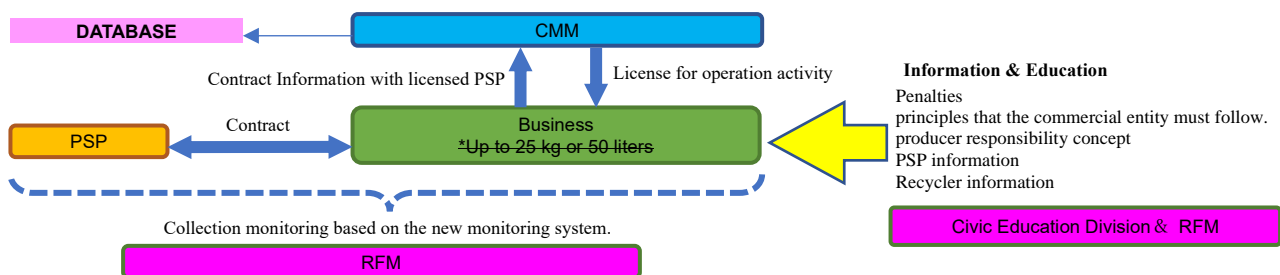 DATABASE
CMM
Contract Information with licensed PSP
License for operation activity
Information & Education
Penalties
principles that the commercial entity must follow.
producer responsibility concept
PSP information
Recycler information
PSP
Contract
Business
*Up to 25 kg or 50 liters
Collection monitoring based on the new monitoring system.
RFM
Civic Education Division & RFM